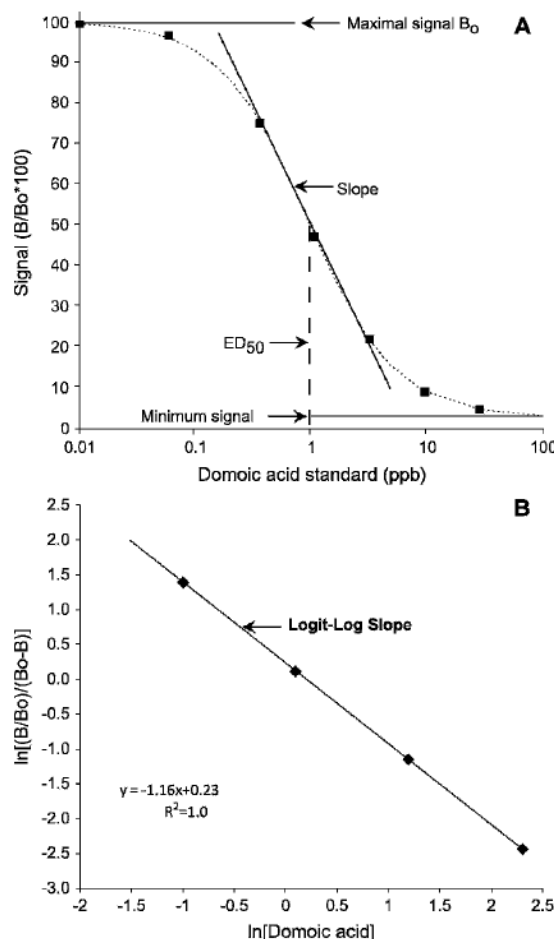 Maximal signal Bo
A
100
90
80
70
60
50
40
30
20
10
0
Signal (B/Bo*100)
Slope
ED50
Minimum signal
0.01 0.1 1 10 100
Domoic acid standard (ppb)
B
2.5
2.0
1.5
1.0
0.5
0.0
-0.5
-1.0
-1.5
-2.0
-2.5
-3.0
ln[(B/Bo)/(Bo-B)]
Logit-Log Slope
y = -1.16x+0.23
R²=1.0
-2 -1.5 -1 -0.5 0 0.5 1 1.5 2 2.5
ln[Domoic acid]